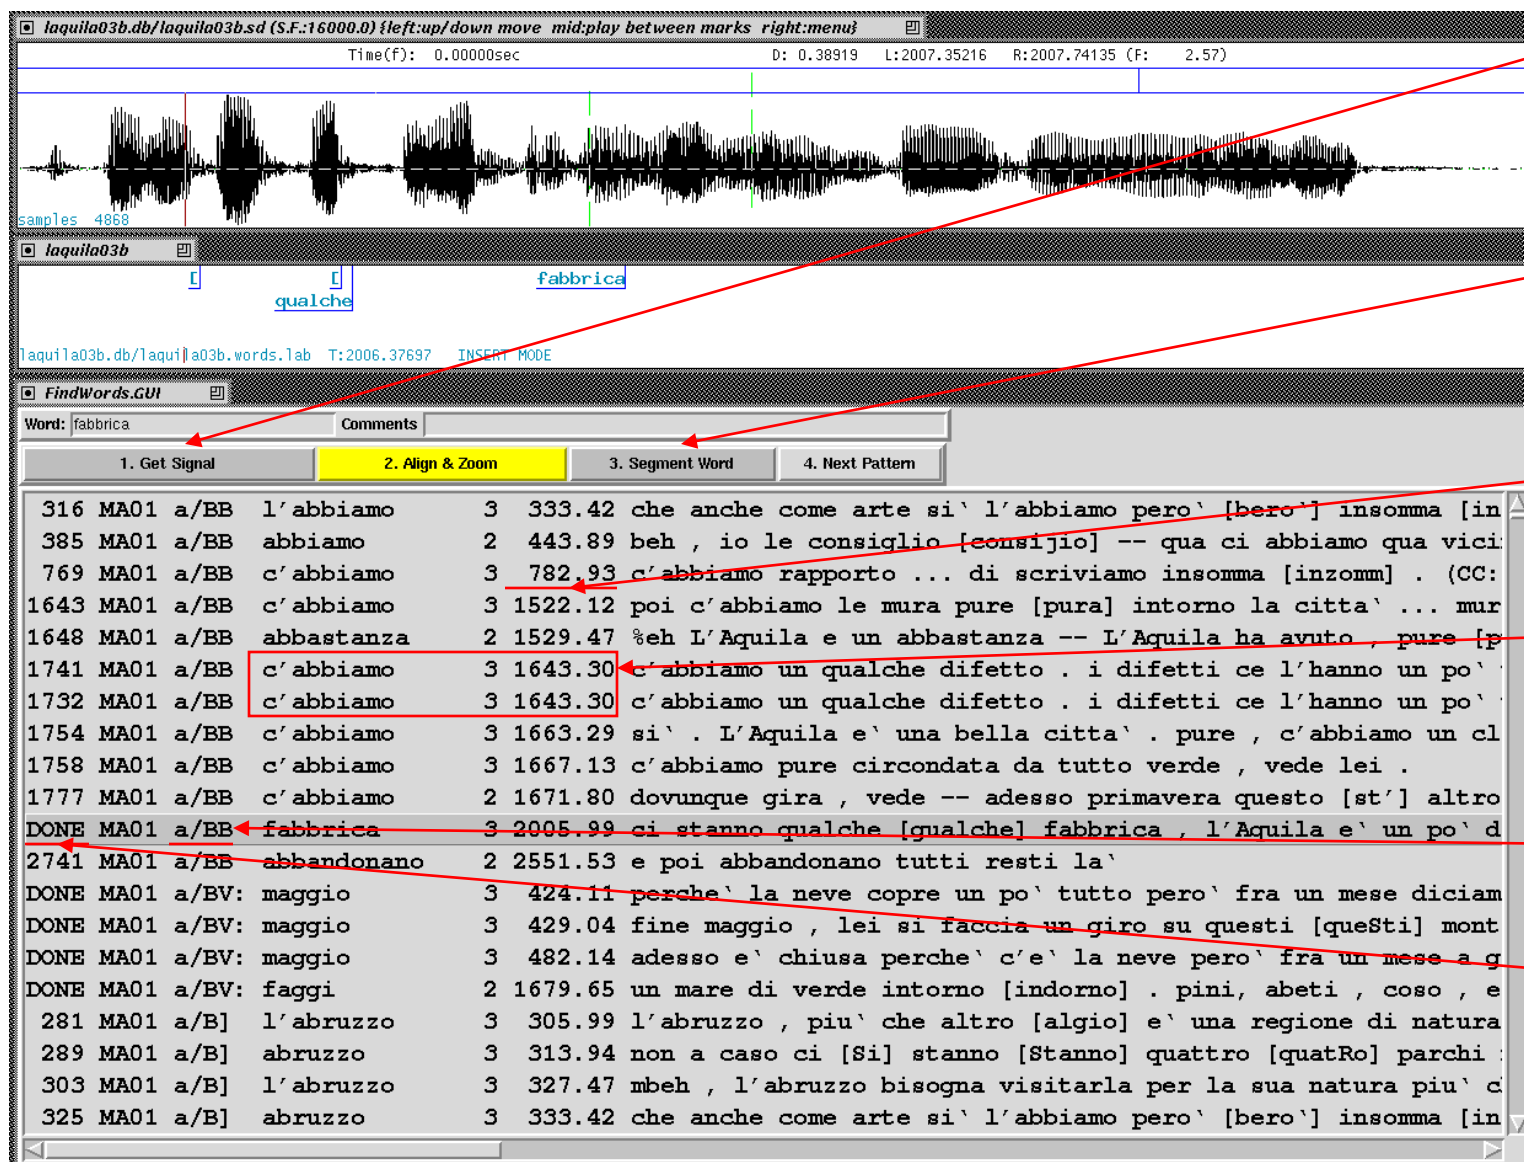 laquila03b.db/laquila03b.sd (S.F.:16000.0) {left:up/down move mid:play between marks right:menu}
Time(f): 0.00000sec D: 0.38919 L:2007.35216 R:2007.74135 (F: 2.57)
samples 4868
laquila03b
[ [ fabbrica
qualche
laquila03b.db/laquila03b.words.lab T:2006.37697 INSERT MODE
FindWords.GUI
Word: fabbrica Comments
1. Get Signal 2. Align & Zoom 3. Segment Word 4. Next Pattern
316 MA01 a/BB l'abbiamo 3 333.42 che anche come arte si` l'abbiamo pero` [bero`] insomma [in
385 MA01 a/BB abbiamo 2 443.89 beh , io le consiglio [consijio] -- qua ci abbiamo qua vici
769 MA01 a/BB c'abbiamo 3 782.93 c'abbiamo rapporto ... di scriviamo insomma [inzomm] . (CC:
1643 MA01 a/BB c'abbiamo 3 1522.12 poi c'abbiamo le mura pure [pura] intorno la citta` ... mur
1648 MA01 a/BB abbastanza 2 1529.47 %eh L'Aquila e un abbastanza -- L'Aquila ha avuto , pure [p
1741 MA01 a/BB c'abbiamo 3 1643.30 c'abbiamo un qualche difetto . i difetti ce l'hanno un po`
1732 MA01 a/BB c'abbiamo 3 1643.30 c'abbiamo un qualche difetto . i difetti ce l'hanno un po`
1754 MA01 a/BB c'abbiamo 3 1663.29 si` . L'Aquila e` una bella citta` . pure , c'abbiamo un cl
1758 MA01 a/BB c'abbiamo 3 1667.13 c'abbiamo pure circondata da tutto verde , vede lei .
1777 MA01 a/BB c'abbiamo 2 1671.80 dovunque gira , vede -- adesso primavera questo [st'] altro
DONE MA01 a/BB fabbrica 3 2005.99 ci stanno qualche [gualche] fabbrica , l'Aquila e` un po` d
2741 MA01 a/BB abbandonano 2 2551.53 e poi abbandonano tutti resti la`
DONE MA01 a/BV: maggio 3 424.11 perche` la neve copre un po` tutto pero` fra un mese diciam
DONE MA01 a/BV: maggio 3 429.04 fine maggio , lei si faccia un giro su questi [queSti] mont
DONE MA01 a/BV: maggio 3 482.14 adesso e` chiusa perche` c'e` la neve pero` fra un mese a g
DONE MA01 a/BV: faggi 2 1679.65 un mare di verde intorno [indorno] . pini, abeti , coso , e
281 MA01 a/B] l'abruzzo 3 305.99 l'abruzzo , piu` che altro [algio] e` una regione di natura
289 MA01 a/B] abruzzo 3 313.94 non a caso ci [Si] stanno [Stanno] quattro [quatRo] parchi
303 MA01 a/B] l'abruzzo 3 327.47 mbeh , l'abruzzo bisogna visitarla per la sua natura piu` c
325 MA01 a/B] abruzzo 3 333.42 che anche come arte si` l'abbiamo pero` [bero`] insomma [in